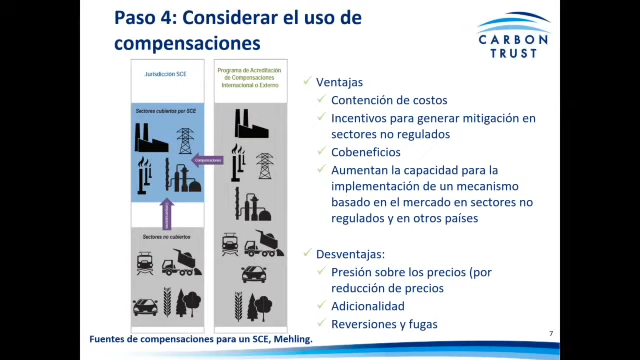 Paso 4: Considerar el uso de
compensaciones
CARBON
TRUST
Jurisdicción SCE
Programa de Acreditación
de Compensaciones
Internacional o Externo
Sectores cubiertos por SCE
Compensaciones
Sectores no cubiertos
Ventajas
Contención de costos
Incentivos para generar mitigación en
sectores no regulados
Cobeneficios
Aumentan la capacidad para la
implementación de un mecanismo
basado en el mercado en sectores no
regulados y en otros países
Desventajas:
Presión sobre los precios (por
reducción de precios
Adicionalidad
Reversiones y fugas
Fuentes de compensaciones para un SCE, Mehling.
7